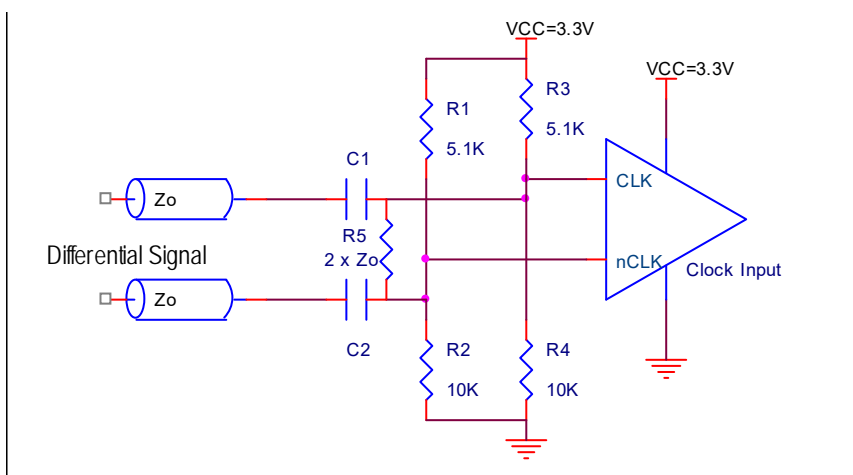 VCC=3.3V
VCC=3.3V
R3
R1
5.1K
5.1K
C1
CLK
Zo
R5
Differential Signal
2 x Zo
nCLK
Clock Input
Zo
C2
R2
R4
10K
10K